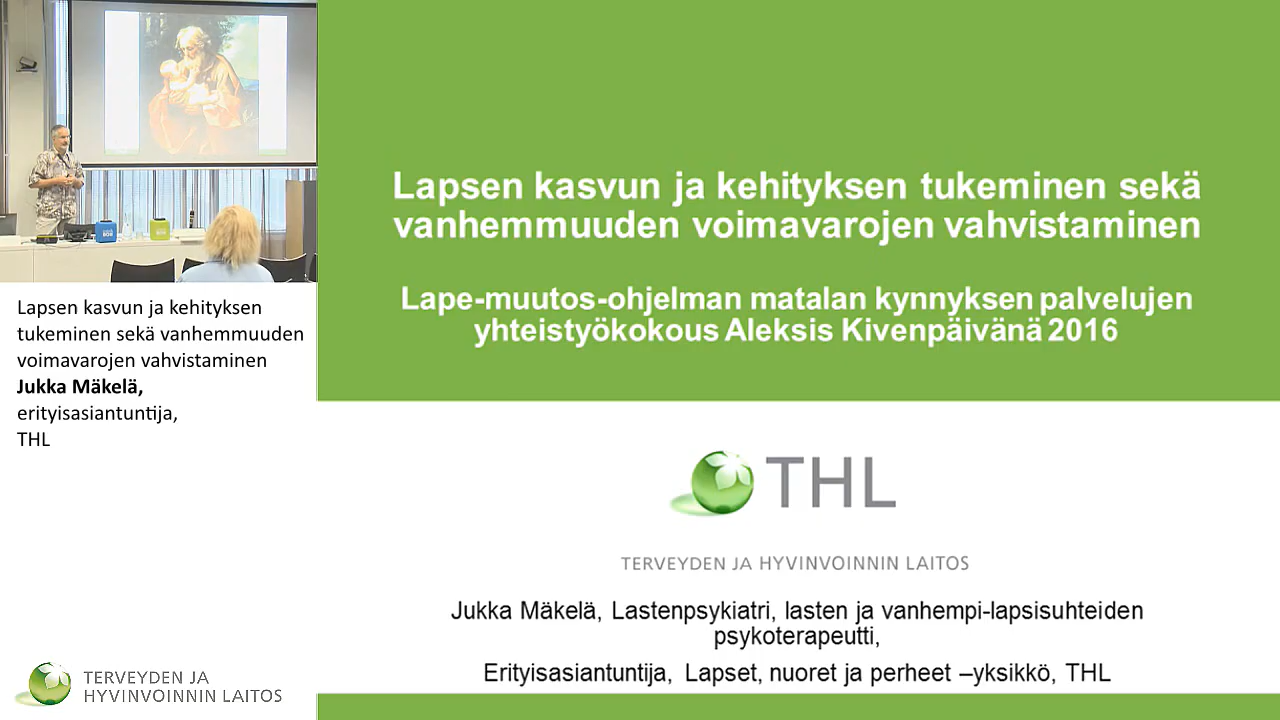 Lapsen kasvun ja kehityksen tukeminen sekä
vanhemmuuden voimavarojen vahvistaminen
Lape-muutos-ohjelman matalan kynnyksen palvelujen
yhteistyökokous Aleksis Kivenpäivänä 2016
THL
TERVEYDEN JA HYVINVOINNIN LAITOS
Jukka Mäkelä, Lastenpsykiatri, lasten ja vanhempi-lapsisuhteiden
psykoterapeutti,
Erityisasiantuntija, Lapset, nuoret ja perheet –yksikkö, THL
Lapsen kasvun ja kehityksen
tukeminen sekä vanhemmuuden
voimavarojen vahvistaminen
Jukka Mäkelä,
erityisasiantuntija,
THL
TERVEYDEN JA
HYVINVOINNIN LAITOS